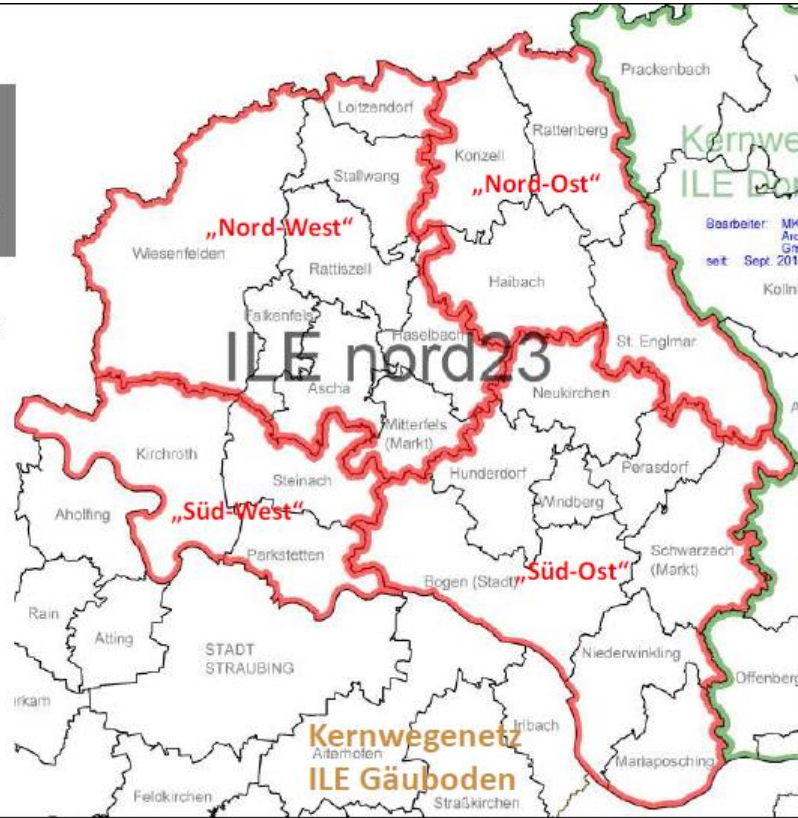 Prackenbach
Loitzendorf
Rattenberg
Konzell
Kernwe
ILE Do
Stallwang
„Nord-Ost“
„Nord-West“
Bearbeiter: MK
seit: Sept. 201
Wiesenfelden
Rattiszell
Haibach
Kolln
Falkenfels
Haselbach
St. Englmar
ILE nord23
Ascha
Neukirchen
Mitterfels
(Markt)
Kirchroth
Steinach
Hunderdorf
Perasdorf
Windberg
Aholfing
„Süd-West“
Parkstetten
Schwarzach
(Markt)
Bogen (Stadt)
„Süd-Ost“
Rain
Atting
STADT
STRAUBING
Niederwinkling
Offenberg
irkam
Irlbach
Kernwegenetz
Aiterhofen
Mariaposching
ILE Gäuboden
Feldkirchen
Straßkirchen